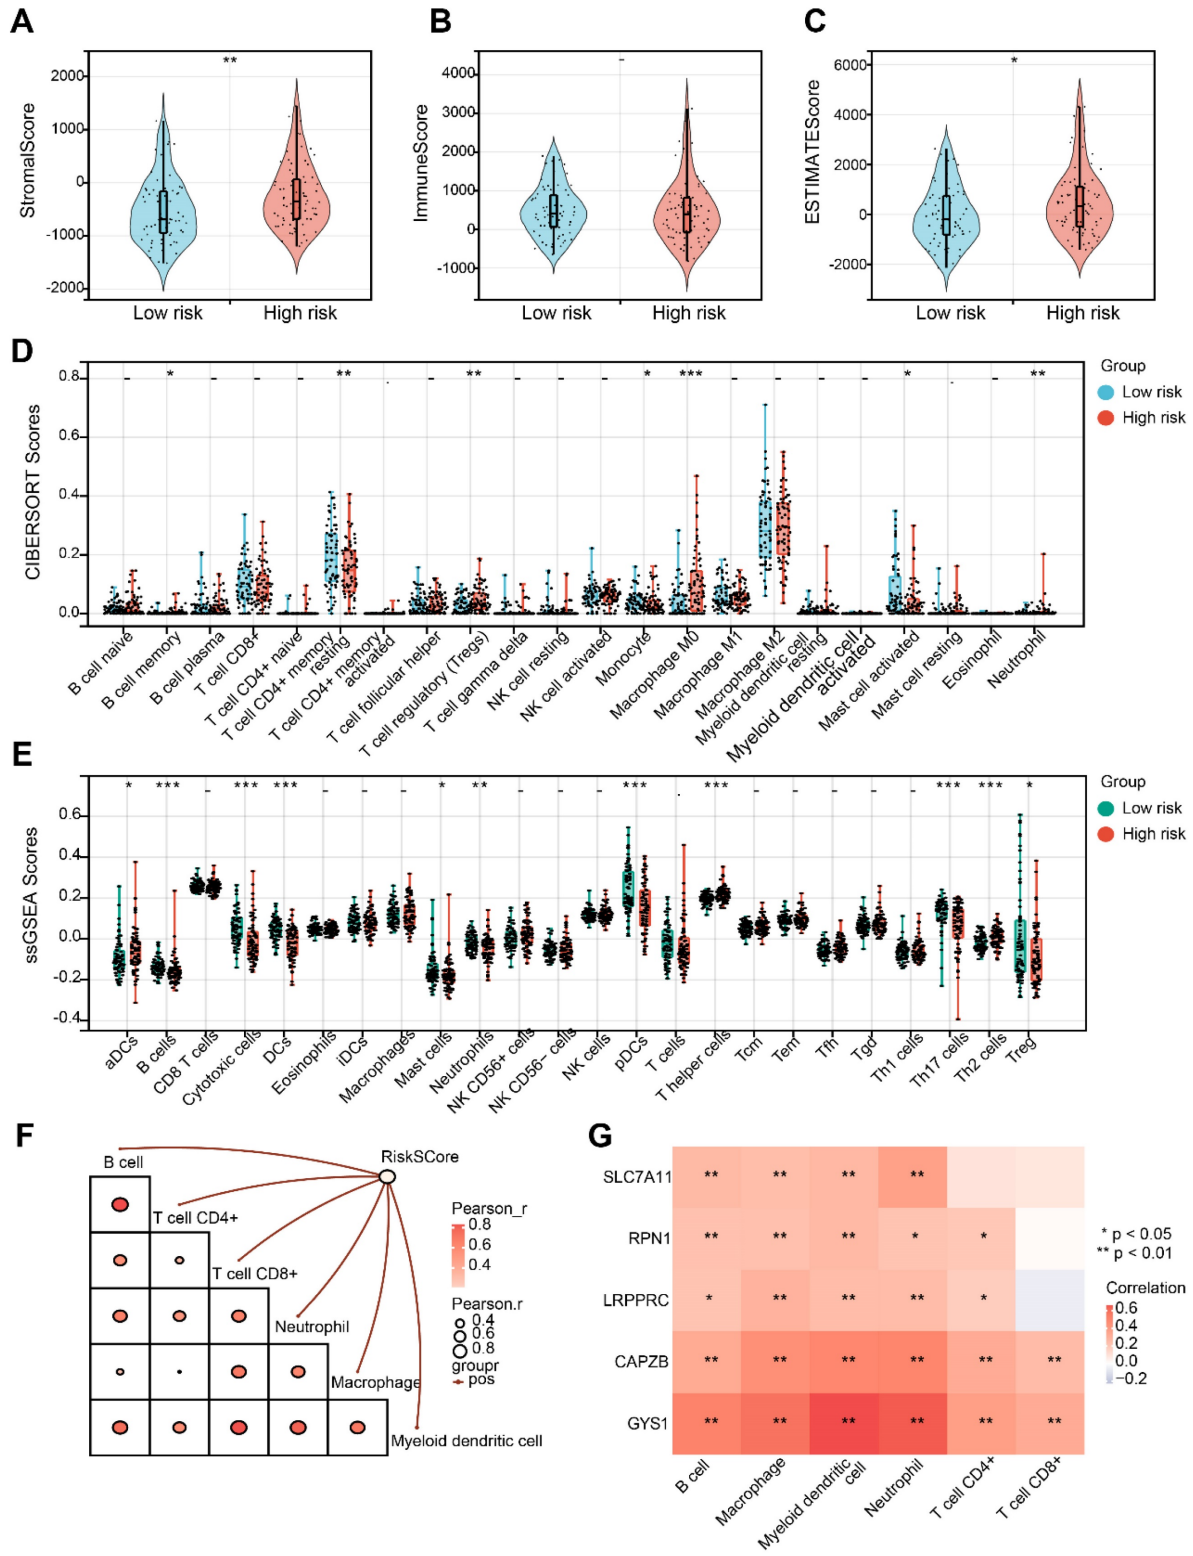 A
B
C
**
-
*
StromalScore
2000
1000
0
-1000
-2000
Low risk
High risk
ImmuneScore
4000
3000
2000
1000
0
-1000
Low risk
High risk
ESTIMATEScore
6000
4000
2000
0
-2000
Low risk
High risk
D
CIBERSORT Scores
0.8
0.6
0.4
0.2
0.0
- * - - - ** . - ** - - - * *** - - - - * . - **
Group
Low risk
High risk
B cell naive
B cell memory
B cell plasma
T cell CD8+
T cell CD4+ naive
T cell CD4+ memory
resting
T cell CD4+ memory
activated
T cell follicular helper
T cell regulatory (Tregs)
T cell gamma delta
NK cell resting
NK cell activated
Monocyte
Macrophage M0
Macrophage M1
Macrophage M2
Myeloid dendritic cell
resting
Myeloid dendritic cell
activated
Mast cell activated
Mast cell resting
Eosinophil
Neutrophil
E
ssGSEA Scores
0.6
0.4
0.2
0.0
-0.2
-0.4
* *** - *** *** - - - * ** - - - *** . *** - - - - - *** *** *
Group
Low risk
High risk
aDCs
B cells
CD8 T cells
Cytotoxic cells
DCs
Eosinophils
iDCs
Macrophages
Mast cells
Neutrophils
NK CD56+ cells
NK CD56− cells
NK cells
pDCs
T cells
T helper cells
Tcm
Tem
Tfh
Tgd
Th1 cells
Th17 cells
Th2 cells
Treg
F
RiskSCore
B cell
T cell CD4+
T cell CD8+
Neutrophil
Macrophage
Myeloid dendritic cell
Pearson_r
0.8
0.6
0.4
Pearson.r
0.4
0.6
0.8
groupr
pos
G
SLC7A11 ** ** ** **
RPN1 ** ** ** * *
LRPPRC * ** ** ** *
CAPZB ** ** ** ** ** **
GYS1 ** ** ** ** ** **
B cell
Macrophage
Myeloid dendritic
cell
Neutrophil
T cell CD4+
T cell CD8+
* p < 0.05
** p < 0.01
Correlation
0.6
0.4
0.2
0.0
−0.2